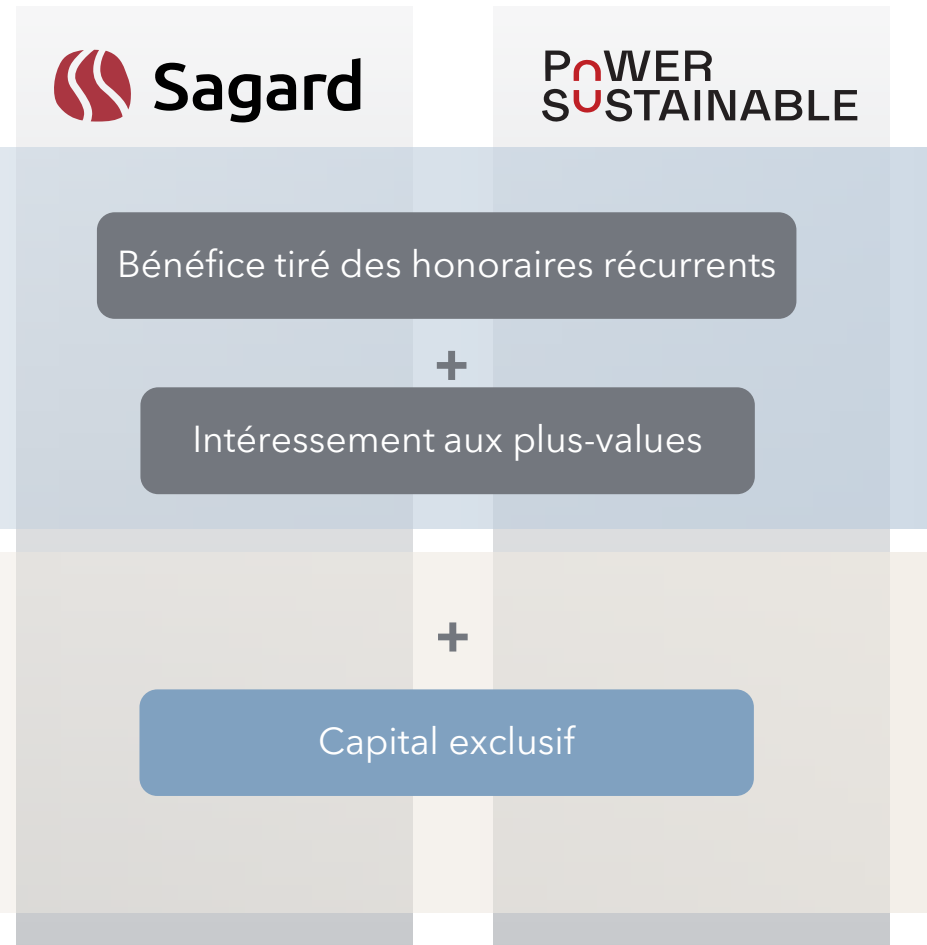 Sagard
POWER
SUSTAINABLE
Bénéfice tiré des honoraires récurrents
+
Intéressement aux plus-values
+
Capital exclusif